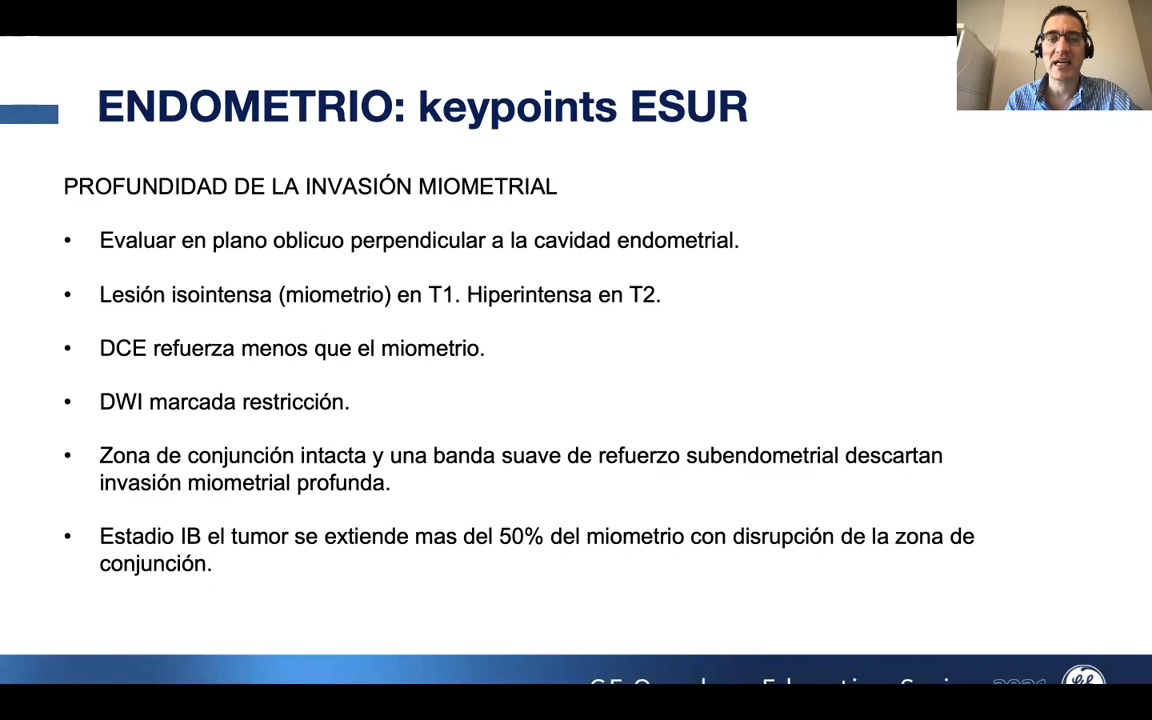 ENDOMETRIO: keypoints ESUR
PROFUNDIDAD DE LA INVASIÓN MIOMETRIAL
• Evaluar en plano oblicuo perpendicular a la cavidad endometrial.
• Lesión isointensa (miometrio) en T1. Hiperintensa en T2.
• DCE refuerza menos que el miometrio.
• DWI marcada restricción.
• Zona de conjunción intacta y una banda suave de refuerzo subendometrial descartan
invasión miometrial profunda.
• Estadio IB el tumor se extiende mas del 50% del miometrio con disrupción de la zona de
conjunción.